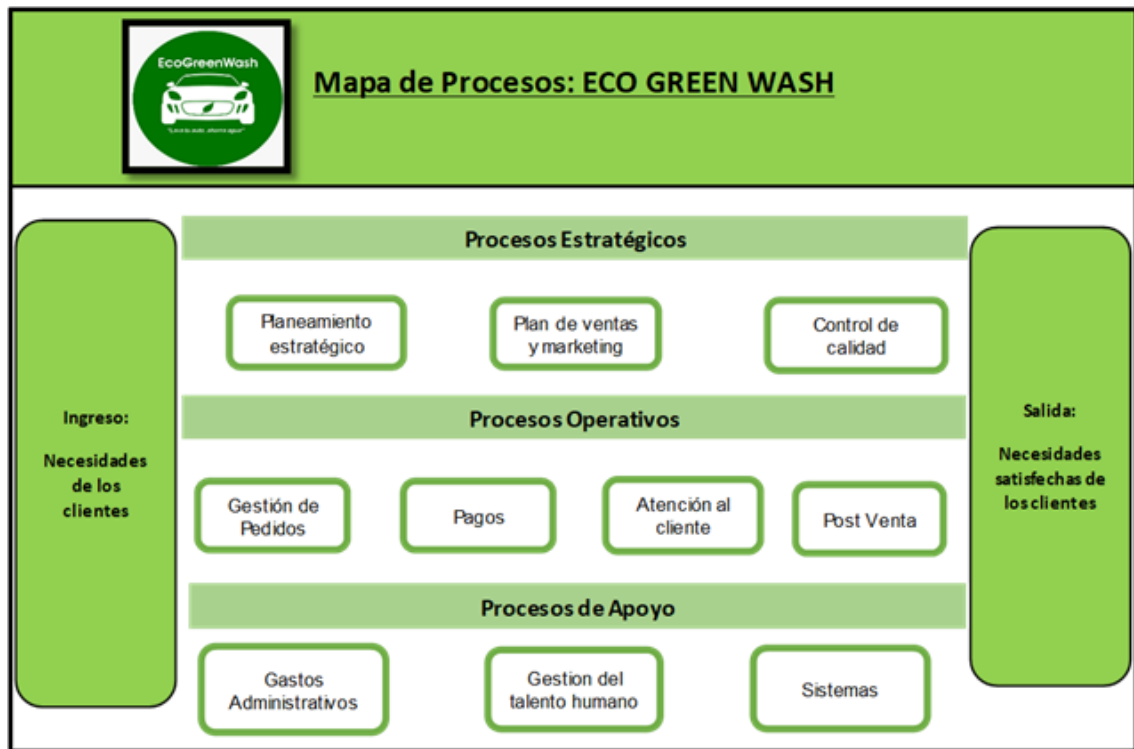 EcoGreenWash
Mapa de Procesos: ECO GREEN WASH
Procesos Estratégicos
Planeamiento
estratégico
Plan de ventas
y marketing
Control de
calidad
Ingreso:
Necesidades
de los
clientes
Procesos Operativos
Gestión de
Pedidos
Pagos
Atención al
cliente
Post Venta
Salida:
Necesidades
satisfechas de
los clientes
Procesos de Apoyo
Gastos
Administrativos
Gestion del
talento humano
Sistemas